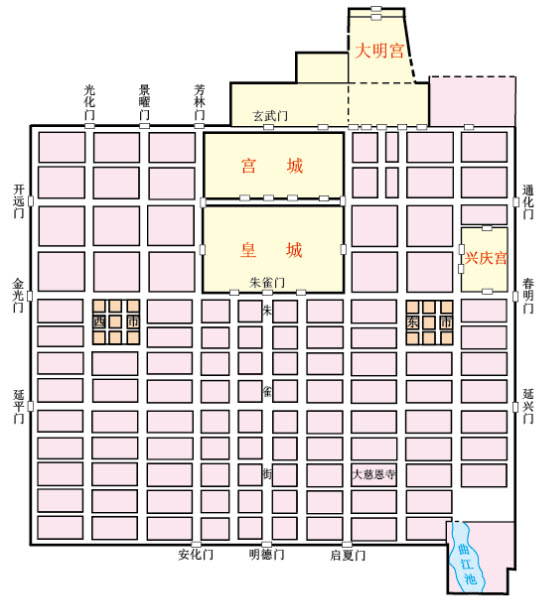 大明宫
光化门
景曜门
芳林门
玄武门
宫 城
开远门
通化门
皇 城
兴庆宫
朱雀门
金光门
春明门
朱
西 市
东 市
延平门
雀
延兴门
街
大慈恩寺
安化门
明德门
启夏门
曲江池